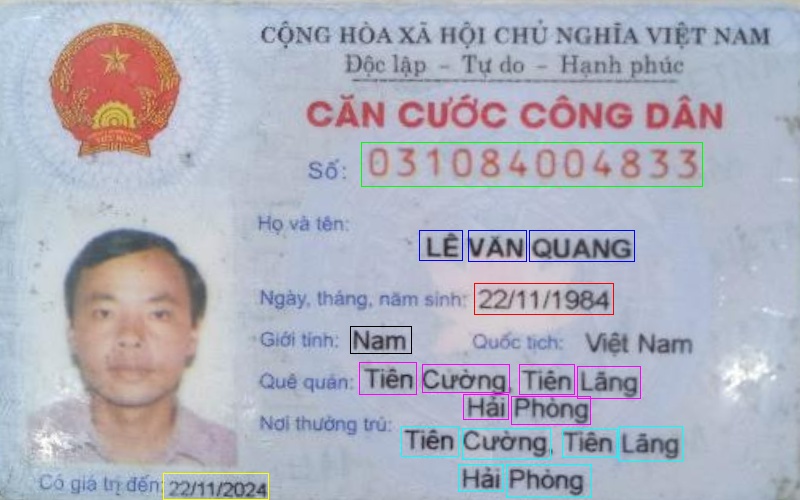 CỘNG HÒA XÃ HỘI CHỦ NGHĨA VIỆT NAM
Độc lập - Tự do - Hạnh phúc
CĂN CƯỚC CÔNG DÂN
Số: 031084004833
Họ và tên:
LÊ VĂN QUANG
Ngày, tháng, năm sinh: 22/11/1984
Giới tính: Nam Quốc tịch: Việt Nam
Quê quán: Tiên Cường, Tiên Lãng
Hải Phòng
Nơi thường trú: Tiên Cường, Tiên Lãng
Hải Phòng
Có giá trị đến: 22/11/2024